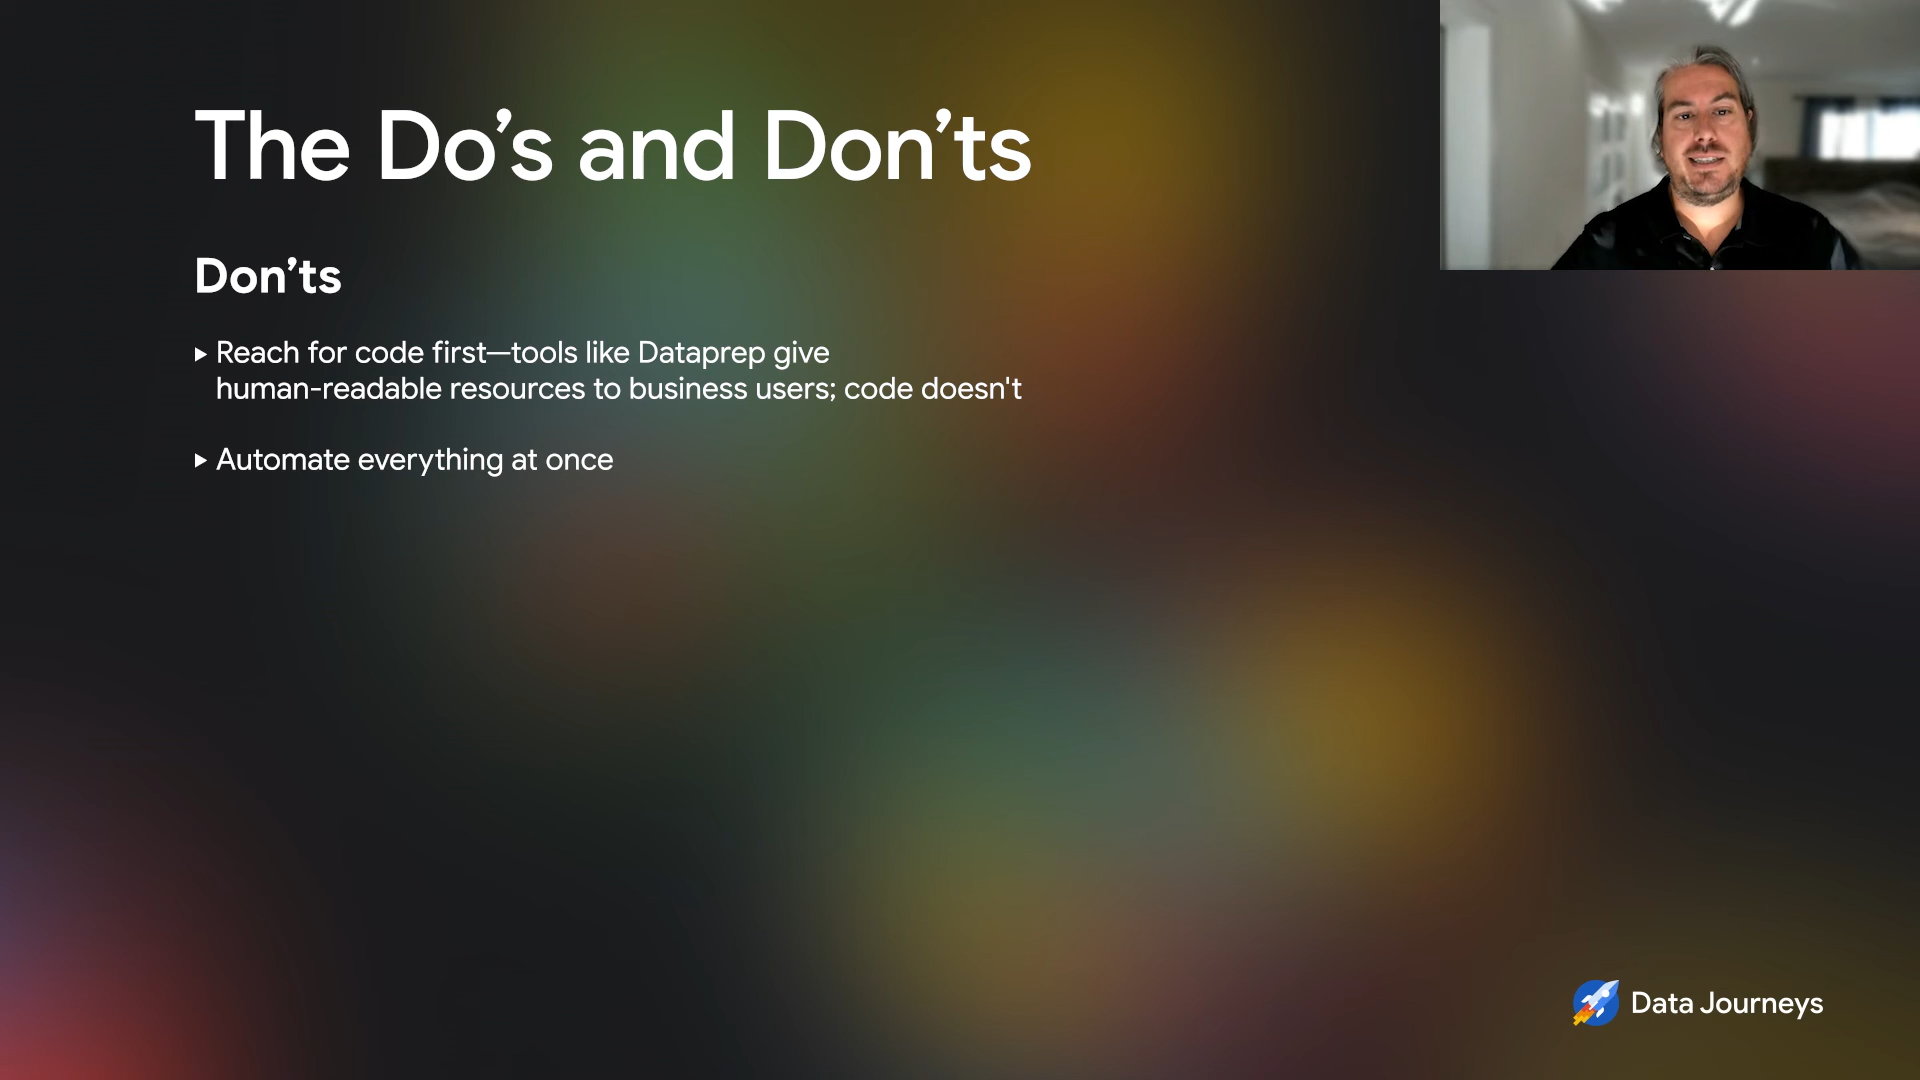 The Do’s and Don’ts
Don’ts
▸ Reach for code first—tools like Dataprep give
human-readable resources to business users; code doesn't
▸ Automate everything at once
Data Journeys